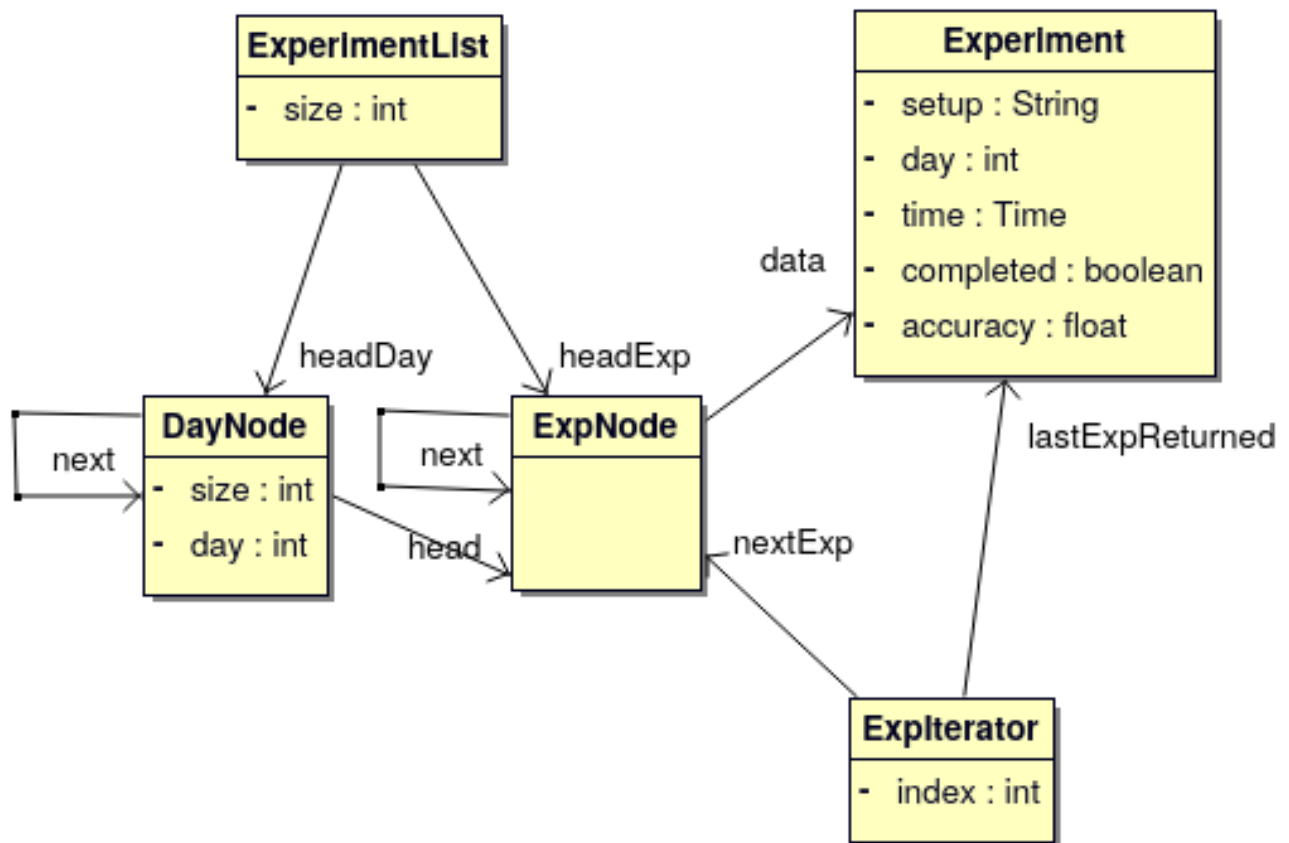 ExperimentList
- size : int
Experiment
- setup : String
- day : int
- time : Time
- completed : boolean
- accuracy : float
data
headDay
headExp
DayNode
- size : int
- day : int
next
ExpNode
next
head
nextExp
lastExpReturned
ExpIterator
- index : int